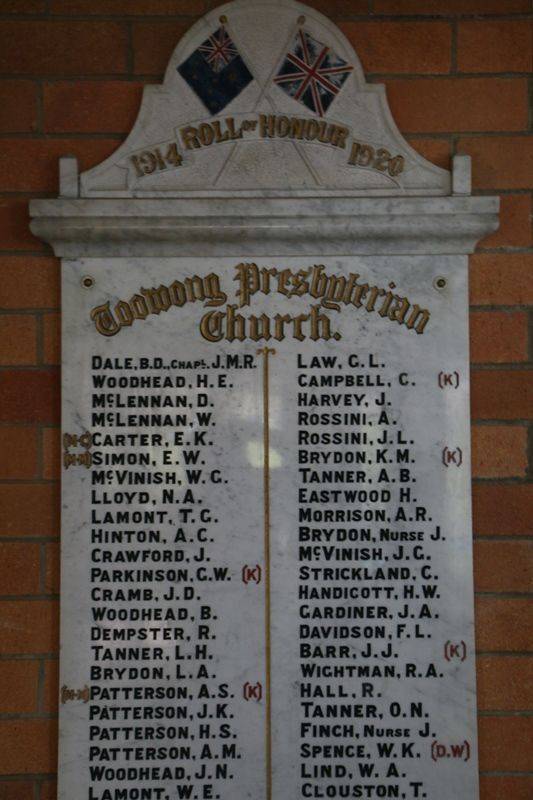 ROLL OF HONOUR
1914 1920
Toowong Presbyterian
Church.
DALE, B.D., CHAPL. J.M.R.
WOODHEAD, H.E.
McLENNAN, D.
McLENNAN, W.
(M-C) CARTER, E.K.
(M-M) SIMON, E.W.
McVINISH, W.G.
LLOYD, N.A.
LAMONT, T.G.
HINTON, A.C.
CRAWFORD, J.
PARKINSON, G.W. (K)
CRAMB, J.D.
WOODHEAD, B.
DEMPSTER, R.
TANNER, L.H.
BRYDON, L.A.
(M-M) PATTERSON, A.S. (K)
PATTERSON, J.K.
PATTERSON, H.S.
PATTERSON, A.M.
WOODHEAD, J.N.
LAMONT, W.E.
LAW, G.L.
CAMPBELL, C. (K)
HARVEY, J.
ROSSINI, A.
ROSSINI, J.L.
BRYDON, K.M. (K)
TANNER, A.B.
EASTWOOD H.
MORRISON, A.R.
BRYDON, NURSE J.
McVINISH, J.G.
STRICKLAND, C.
HANDICOTT, H.W.
GARDINER, J.A.
DAVIDSON, F.L.
BARR, J.J. (K)
WIGHTMAN, R.A.
HALL, R.
TANNER, O.N.
FINCH, NURSE J.
SPENCE, W.K. (D.W)
LIND, W.A.
CLOUSTON, T.